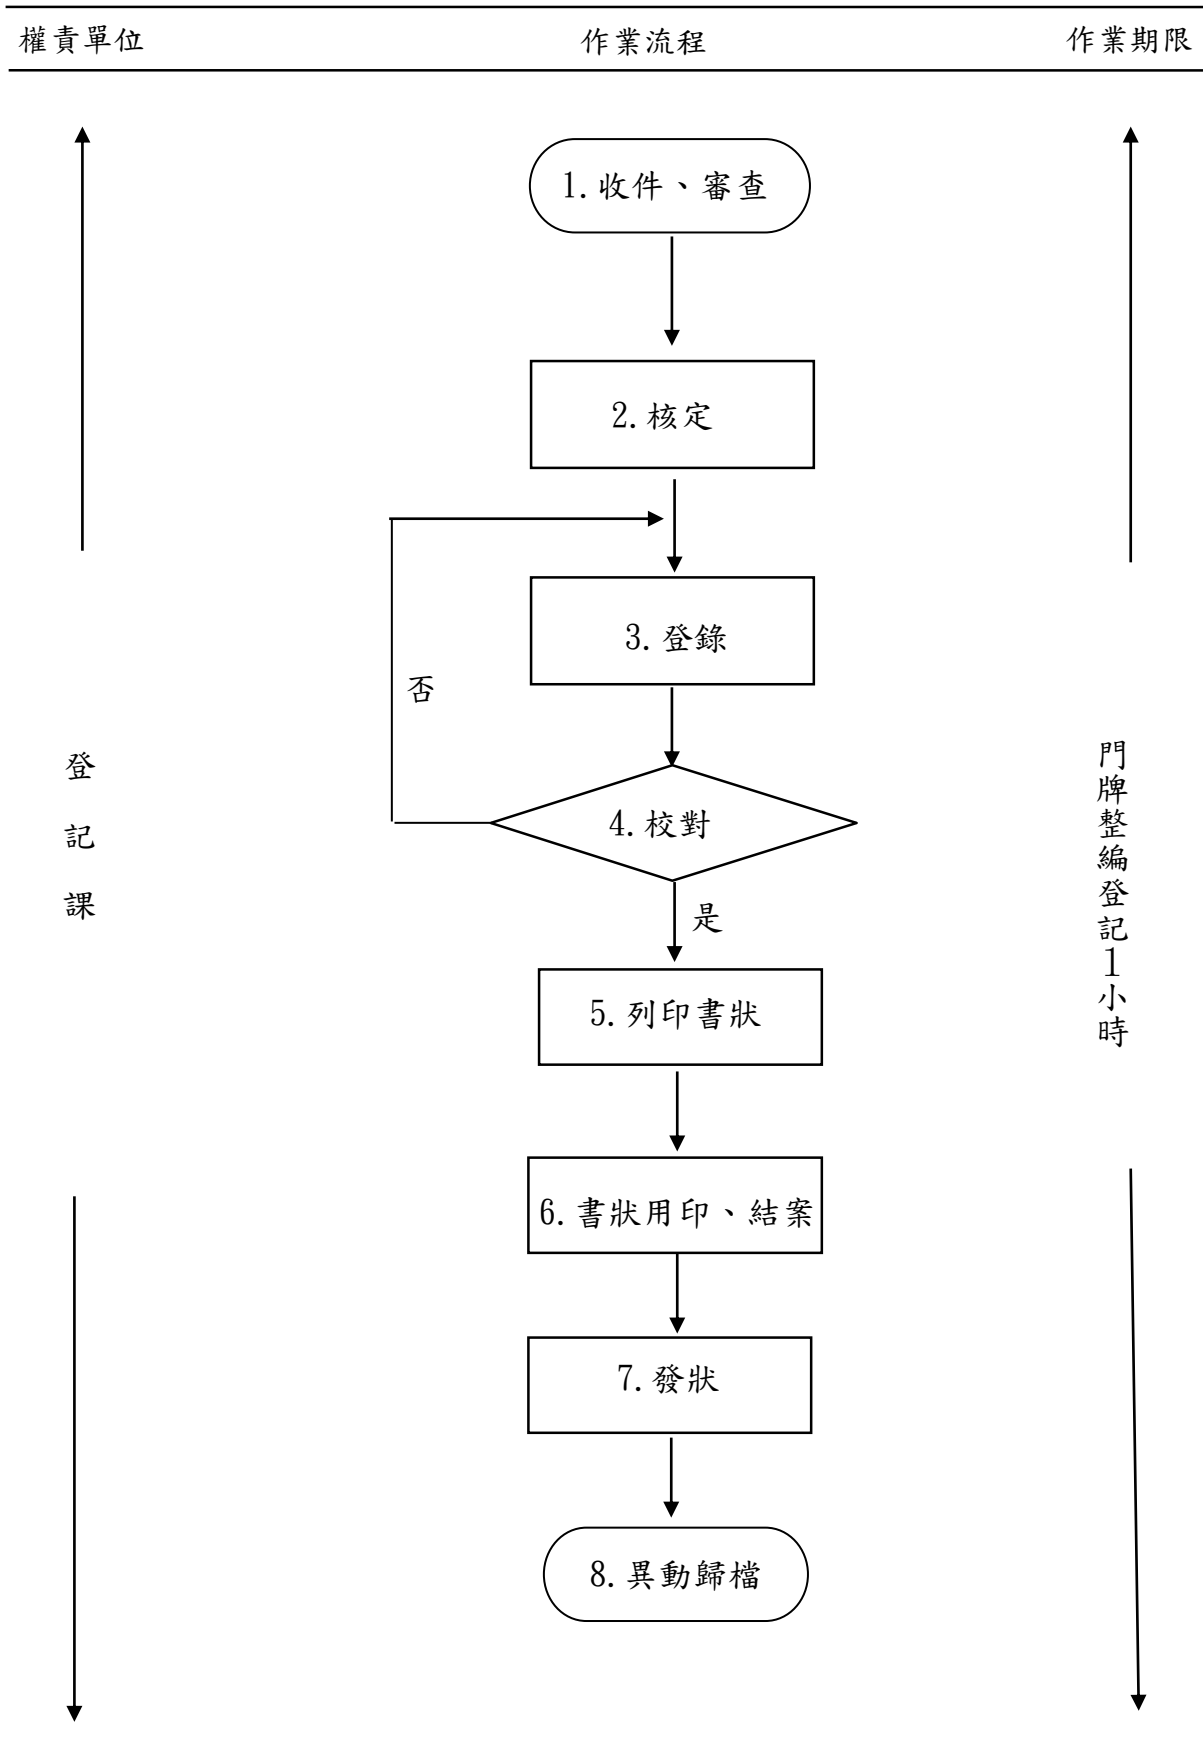 權責單位
作業流程
作業期限
1.收件、審查
2.核定
3.登錄
否
4.校對
是
5.列印書狀
6.書狀用印、結案
7.發狀
8.異動歸檔
登記課
門牌整編登記1小時